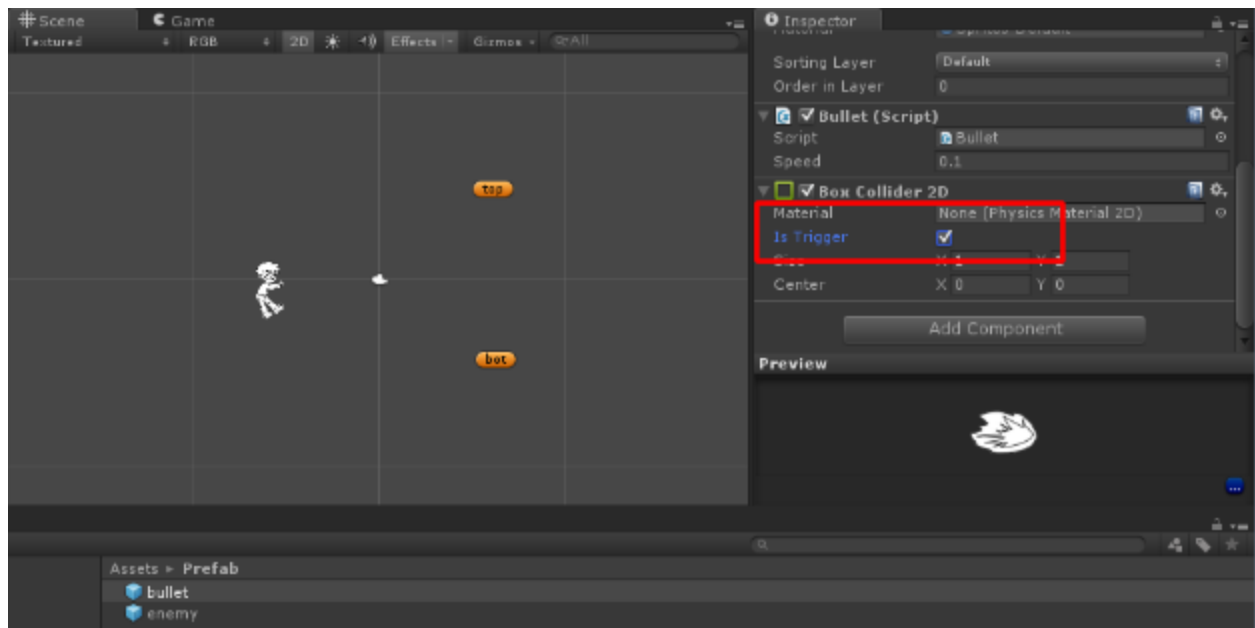 Scene Game
Textured RGB 2D Effects Gizmos All
top
bot
Inspector
Sorting Layer Default
Order in Layer 0
Bullet (Script)
Script Bullet
Speed 0.1
Box Collider 2D
Material None (Physics Material 2D)
Is Trigger
Size X 1 Y
Center X 0 Y 0
Add Component
Preview
Assets ▸ Prefab
bullet
enemy